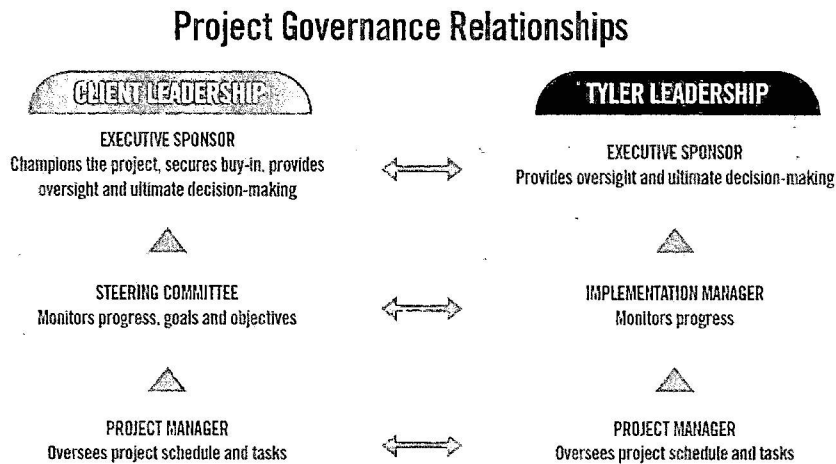 Project Governance Relationships
CLIENT LEADERSHIP
EXECUTIVE SPONSOR
Champions the project, secures buy-in, provides
oversight and ultimate decision-making
STEERING COMMITTEE
Monitors progress, goals and objectives
PROJECT MANAGER
Oversees project schedule and tasks
TYLER LEADERSHIP
EXECUTIVE SPONSOR
Provides oversight and ultimate decision-making
IMPLEMENTATION MANAGER
Monitors progress
PROJECT MANAGER
Oversees project schedule and tasks